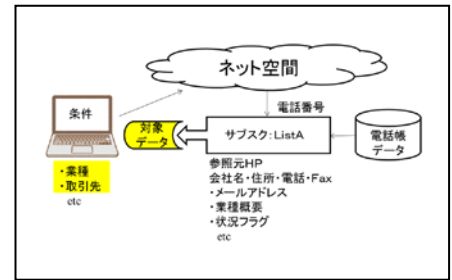 ネット空間
電話番号
条件
対象
データ
サブスク:ListA
電話帳
データ
・業種
・取引先
etc
参照元HP
会社名・住所・電話・Fax
・メールアドレス
・業種概要
・状況フラグ
etc